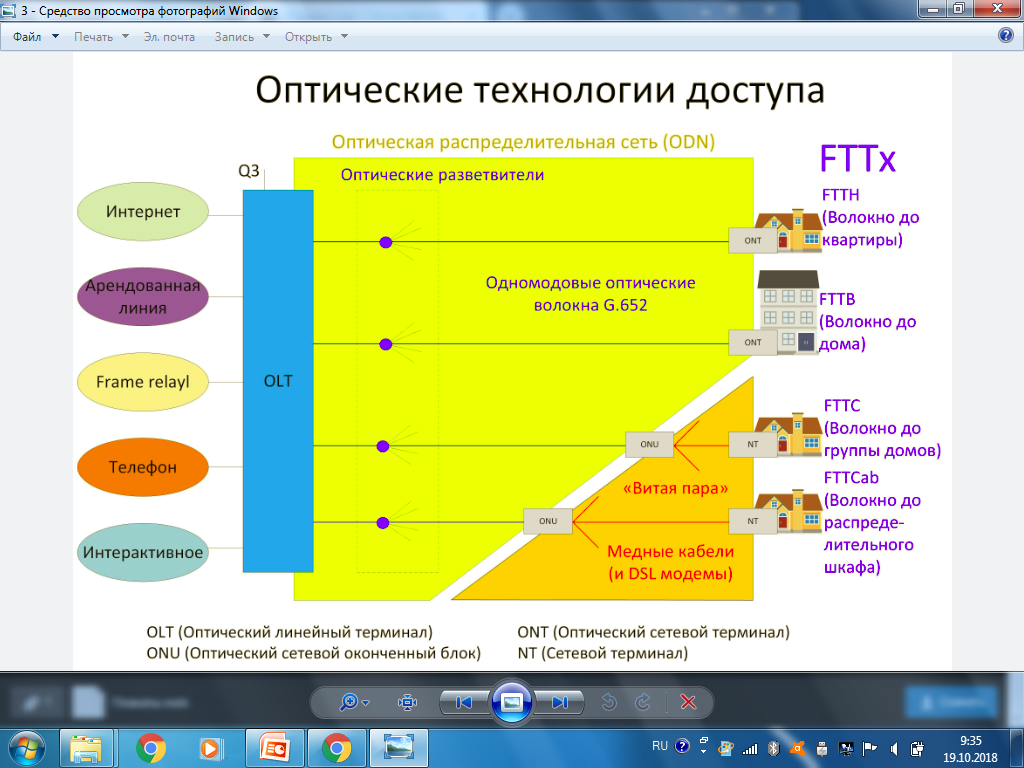 3 - Средство просмотра фотографий Windows
Файл Печать Эл. почта Запись Открыть
Оптические технологии доступа
Оптическая распределительная сеть (ODN)
Q3
Оптические разветвители
FTTx
Интернет
FTTH
(Волокно до
квартиры)
ONT
Арендованная
линия
Одномодовые оптические
волокна G.652
FTTB
(Волокно до
дома)
ONT
Frame relayl
OLT
FTTC
(Волокно до
группы домов)
ONU
NT
Телефон
«Витая пара»
FTTCab
(Волокно до
распреде-
лительного
шкафа)
ONU
NT
Интерактивное
Медные кабели
(и DSL модемы)
OLT (Оптический линейный терминал)
ONU (Оптический сетевой оконченный блок)
ONT (Оптический сетевой терминал)
NT (Сетевой терминал)
RU
9:35
19.10.2018